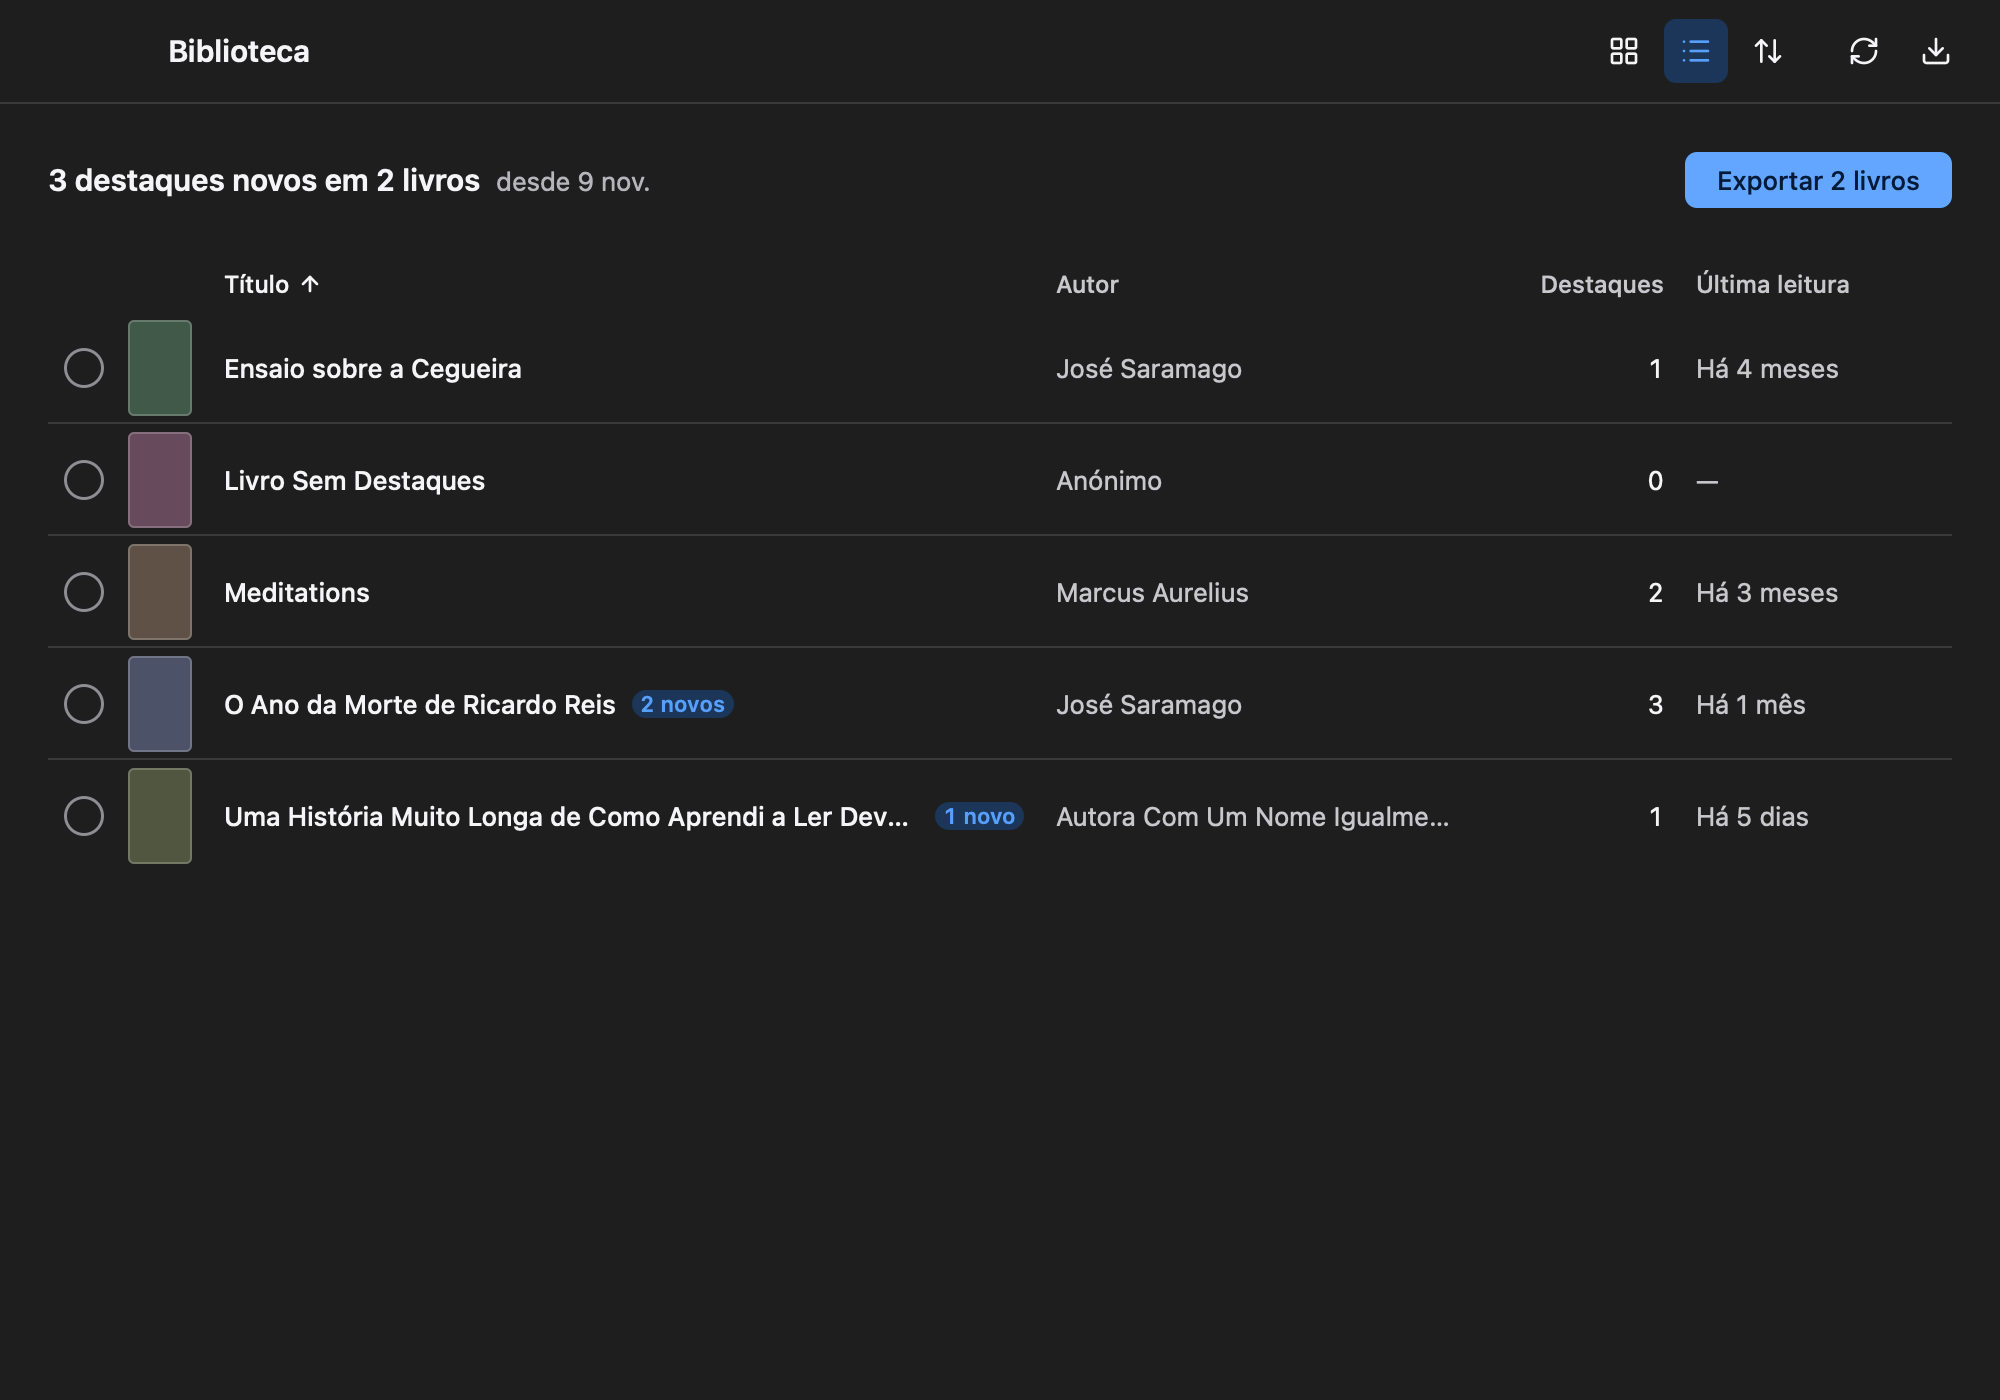 Biblioteca
3 destaques novos em 2 livros desde 9 nov.
Exportar 2 livros
Título ↑ Autor Destaques Última leitura
Ensaio sobre a Cegueira José Saramago 1 Há 4 meses
Livro Sem Destaques Anónimo 0 —
Meditations Marcus Aurelius 2 Há 3 meses
O Ano da Morte de Ricardo Reis 2 novos José Saramago 3 Há 1 mês
Uma História Muito Longa de Como Aprendi a Ler Dev... 1 novo Autora Com Um Nome Igualme... 1 Há 5 dias